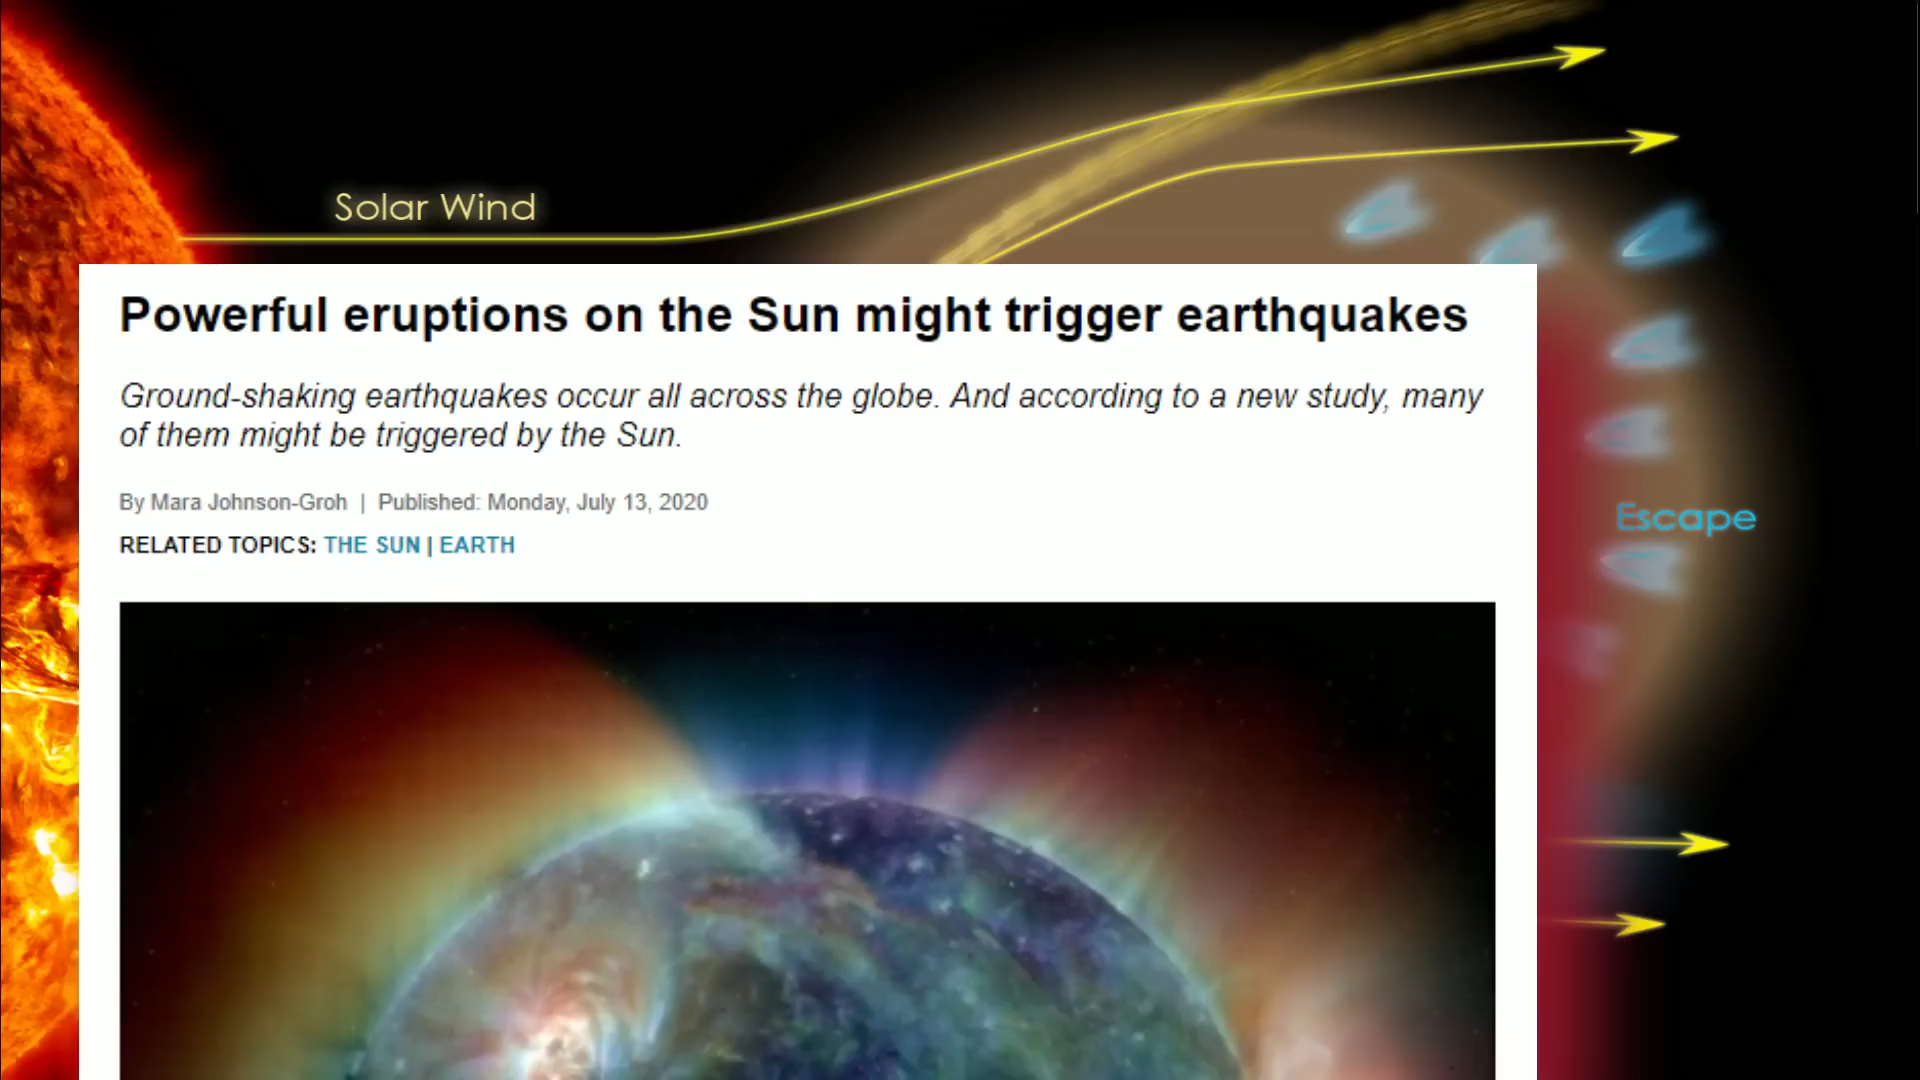 Solar Wind
Powerful eruptions on the Sun might trigger earthquakes
Ground-shaking earthquakes occur all across the globe. And according to a new study, many
of them might be triggered by the Sun.
By Mara Johnson-Groh | Published: Monday, July 13, 2020
RELATED TOPICS: THE SUN | EARTH
Escape